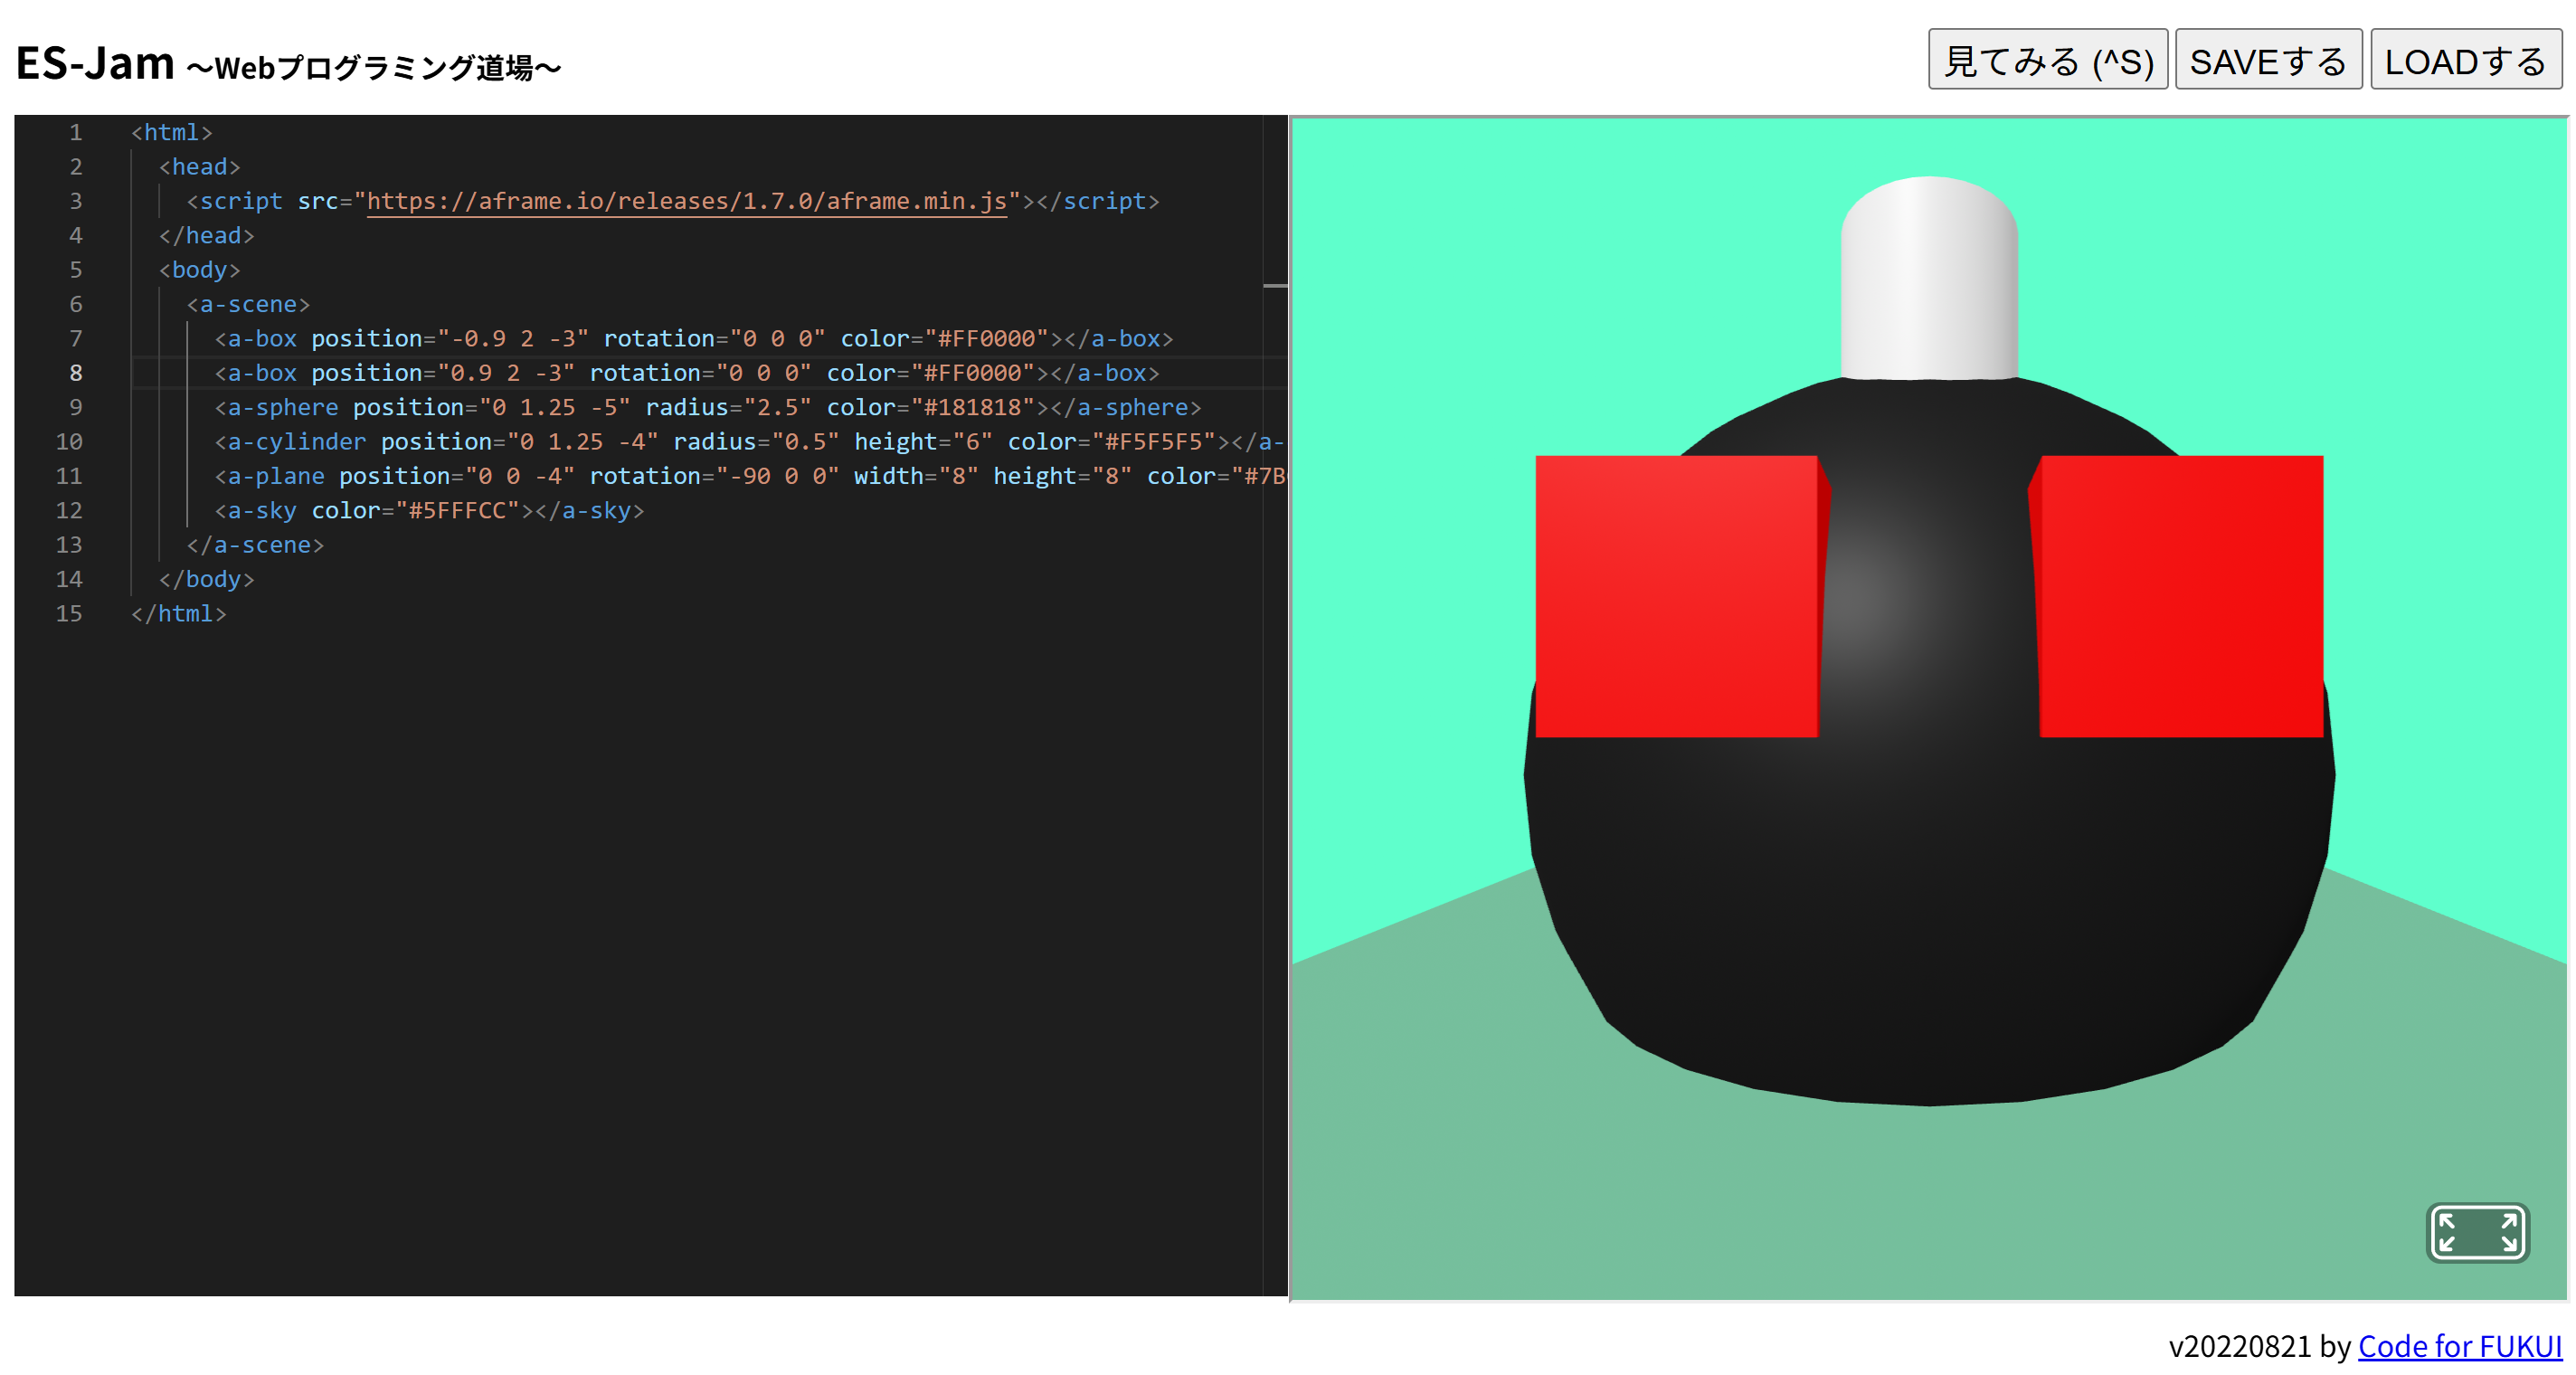 ES-Jam ～Webプログラミング道場～
見てみる (^S) SAVEする LOADする
1 <html>
2 <head>
3 <script src="https://aframe.io/releases/1.7.0/aframe.min.js"></script>
4 </head>
5 <body>
6 <a-scene>
7 <a-box position="-0.9 2 -3" rotation="0 0 0" color="#FF0000"></a-box>
8 <a-box position="0.9 2 -3" rotation="0 0 0" color="#FF0000"></a-box>
9 <a-sphere position="0 1.25 -5" radius="2.5" color="#181818"></a-sphere>
10 <a-cylinder position="0 1.25 -4" radius="0.5" height="6" color="#F5F5F5"></a-
11 <a-plane position="0 0 -4" rotation="-90 0 0" width="8" height="8" color="#7B
12 <a-sky color="#5FFFCC"></a-sky>
13 </a-scene>
14 </body>
15 </html>
v20220821 by Code for FUKUI